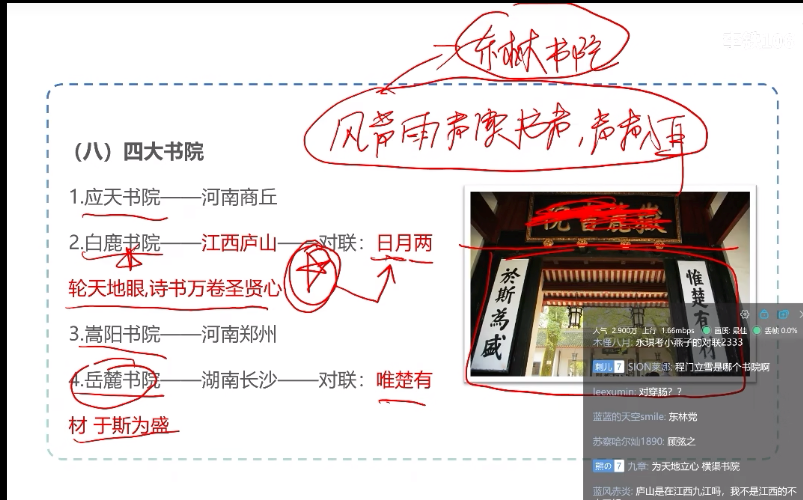 东林书院
风声雨声读书声,声声入耳
（八）四大书院
1.应天书院——河南商丘
2.白鹿书院——江西庐山——对联：日月两
轮天地眼,诗书万卷圣贤心
3.嵩阳书院——河南郑州
4.岳麓书院——湖南长沙——对联：唯楚有
材 于斯为盛
院書麓嶽
惟楚有材
於斯為盛
人气 2.900万 上行 1.66mbps 画质: 最佳 丢帧 0.0%
木槿八月: 永琪考小燕子的对联2333
7 SION莱恩: 程门立雪是哪个书院啊
leexumin: 对穿肠？？
蓝蓝的天空smile: 东林党
苏察哈尔灿1890: 顾弦之
7 九章: 为天地立心 横渠书院
蓝风赤炎: 庐山是在江西九江吗，我不是江西的不